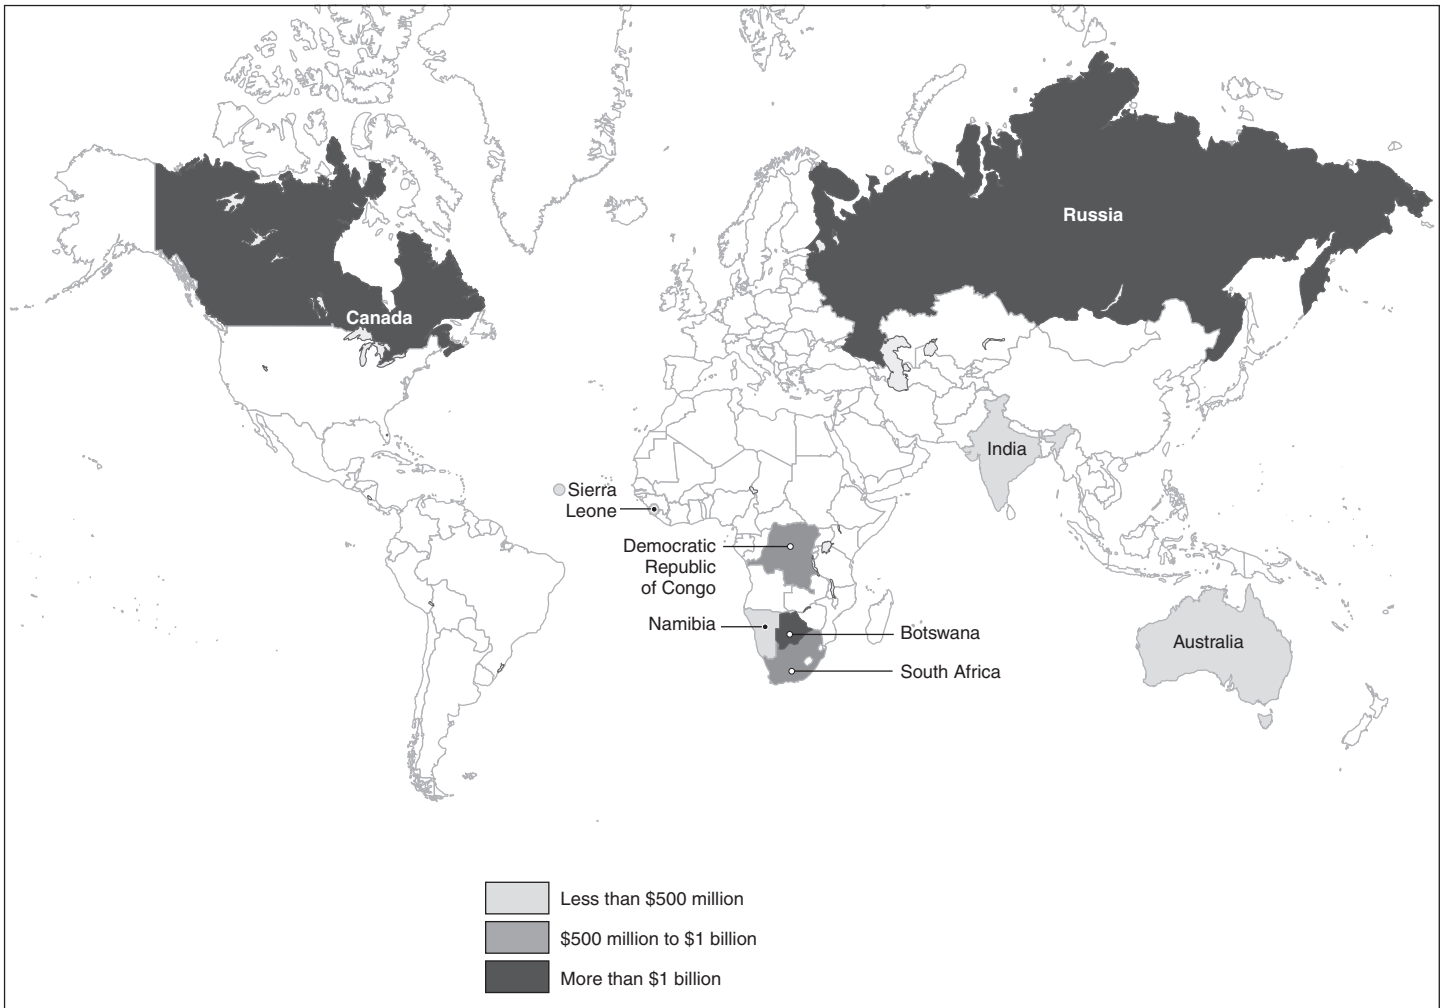 Russia
Canada
India
Sierra
Leone
Democratic
Republic
of Congo
Namibia
Botswana
South Africa
Australia
Less than $500 million
$500 million to $1 billion
More than $1 billion